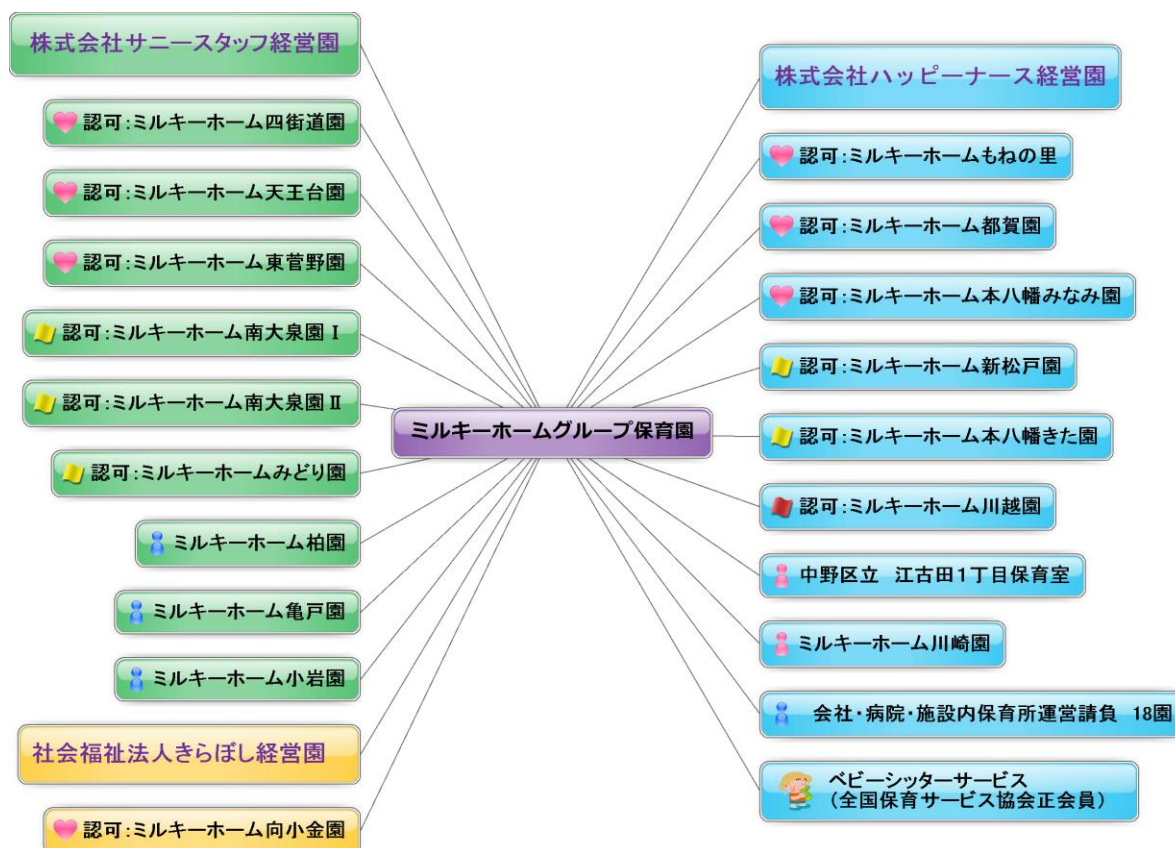 株式会社サニースタッフ経営園
認可:ミルキーホーム四街道園
認可:ミルキーホーム天王台園
認可:ミルキーホーム東菅野園
認可:ミルキーホーム南大泉園Ⅰ
認可:ミルキーホーム南大泉園Ⅱ
認可:ミルキーホームみどり園
ミルキーホーム柏園
ミルキーホーム亀戸園
ミルキーホーム小岩園
社会福祉法人きらぼし経営園
認可:ミルキーホーム向小金園
ミルキーホームグループ保育園
株式会社ハッピーナース経営園
認可:ミルキーホームもねの里
認可:ミルキーホーム都賀園
認可:ミルキーホーム本八幡みなみ園
認可:ミルキーホーム新松戸園
認可:ミルキーホーム本八幡きた園
認可:ミルキーホーム川越園
中野区立　江古田1丁目保育室
ミルキーホーム川崎園
会社・病院・施設内保育所運営請負　18園
ベビーシッターサービス
(全国保育サービス協会正会員)